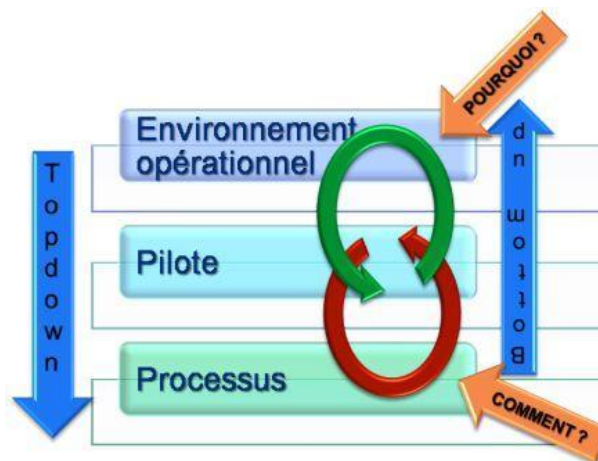 POURQUOI ?
Environnement
opérationnel
Topdown
Bottom up
Pilote
Processus
COMMENT ?